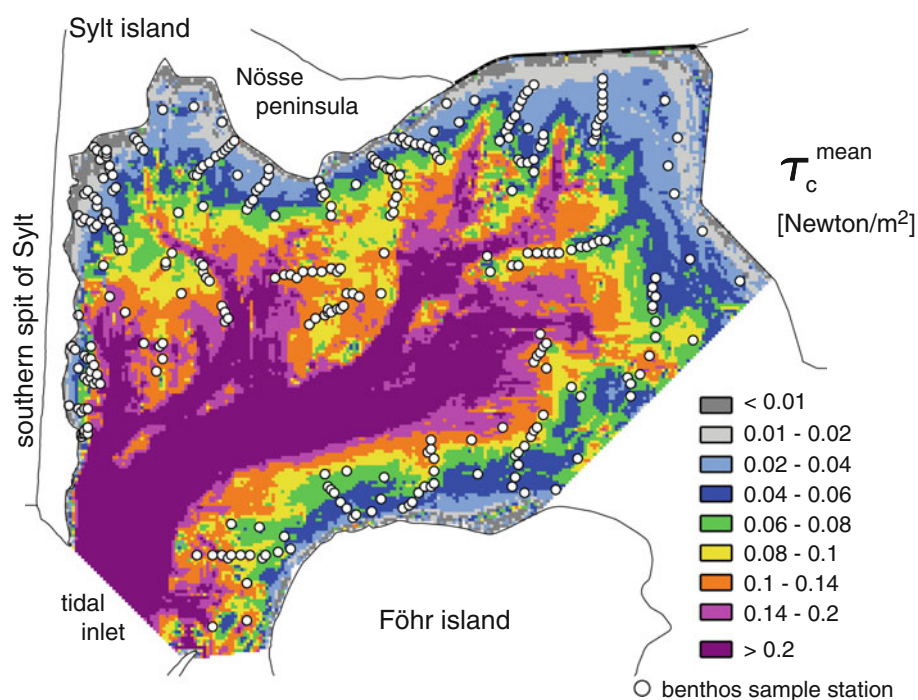 Sylt island
Nösse
peninsula
southern spit of Sylt
τ c mean
[Newton/m²]
< 0.01
0.01 - 0.02
0.02 - 0.04
0.04 - 0.06
0.06 - 0.08
0.08 - 0.1
0.1 - 0.14
0.14 - 0.2
> 0.2
tidal
inlet
Föhr island
benthos sample station